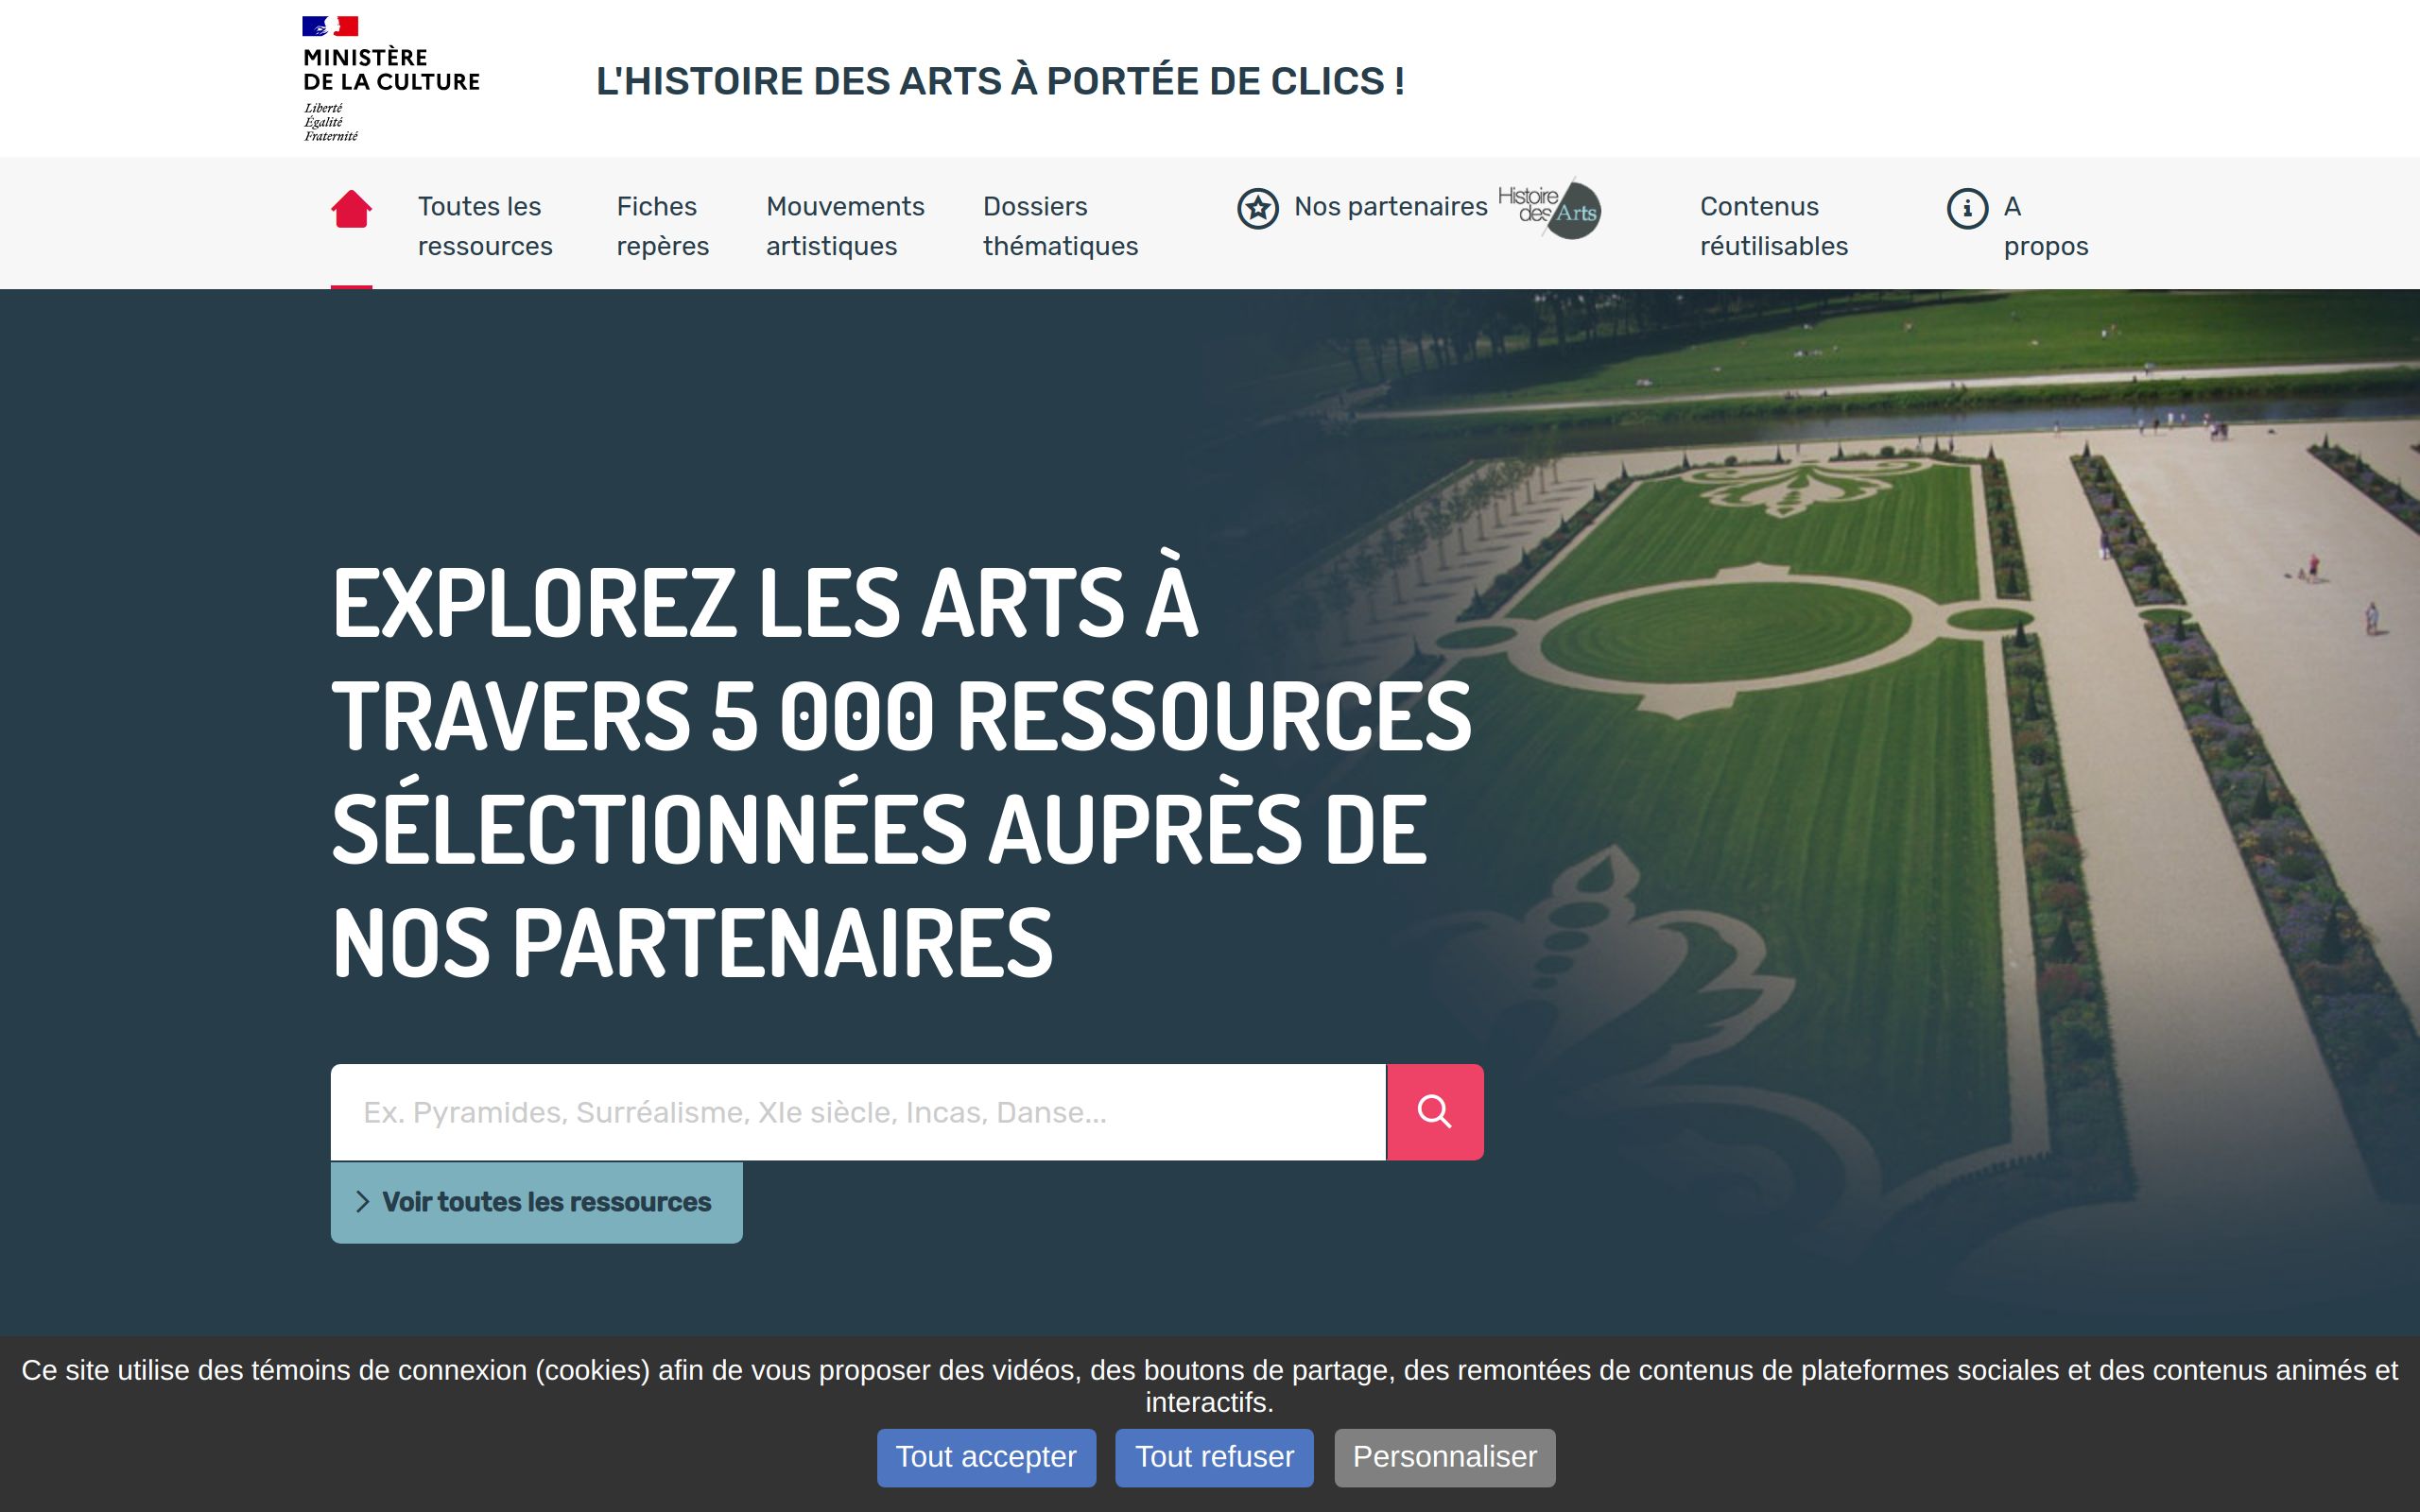 MINISTÈRE
DE LA CULTURE
Liberté
Égalité
Fraternité
L'HISTOIRE DES ARTS À PORTÉE DE CLICS !
Toutes les
ressources
Fiches
repères
Mouvements
artistiques
Dossiers
thématiques
Nos partenaires
Histoire
des Arts
Contenus
réutilisables
A
propos
EXPLOREZ LES ARTS À
TRAVERS 5 000 RESSOURCES
SÉLECTIONNÉES AUPRÈS DE
NOS PARTENAIRES
Ex. Pyramides, Surréalisme, XIe siècle, Incas, Danse...
Voir toutes les ressources
Ce site utilise des témoins de connexion (cookies) afin de vous proposer des vidéos, des boutons de partage, des remontées de contenus de plateformes sociales et des contenus animés et
interactifs.
Tout accepter
Tout refuser
Personnaliser